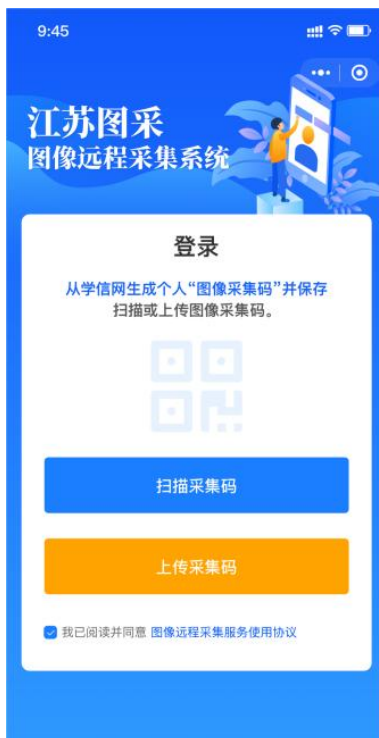 9:45
江苏图采
图像远程采集系统
登录
从学信网生成个人“图像采集码”并保存
扫描或上传图像采集码。
扫描采集码
上传采集码
我已阅读并同意 图像远程采集服务使用协议